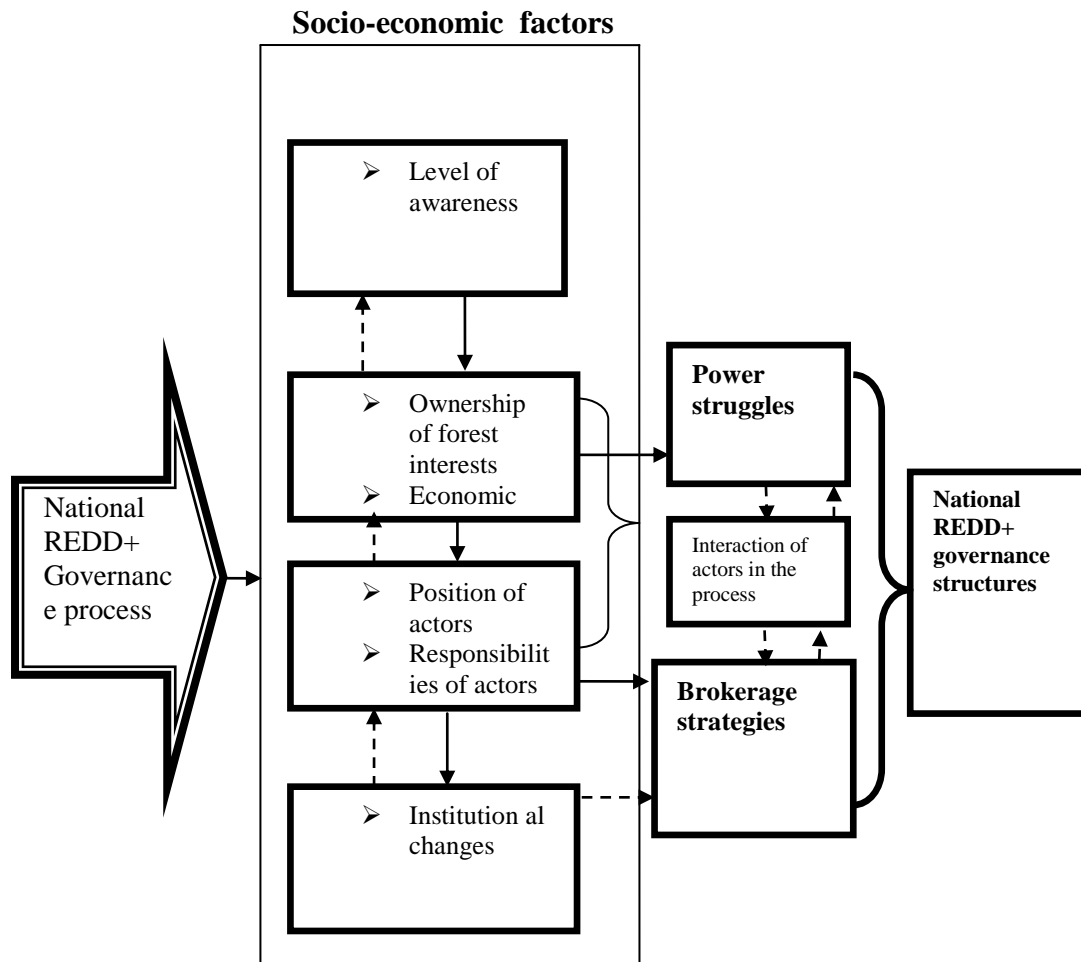 Socio-economic factors
➢ Level of
awareness
➢ Ownership
of forest
interests
➢ Economic
➢ Position of
actors
➢ Responsibilit
ies of actors
➢ Institution al
changes
National
REDD+
Governanc
e process
Power
struggles
Interaction of
actors in the
process
Brokerage
strategies
National
REDD+
governance
structures